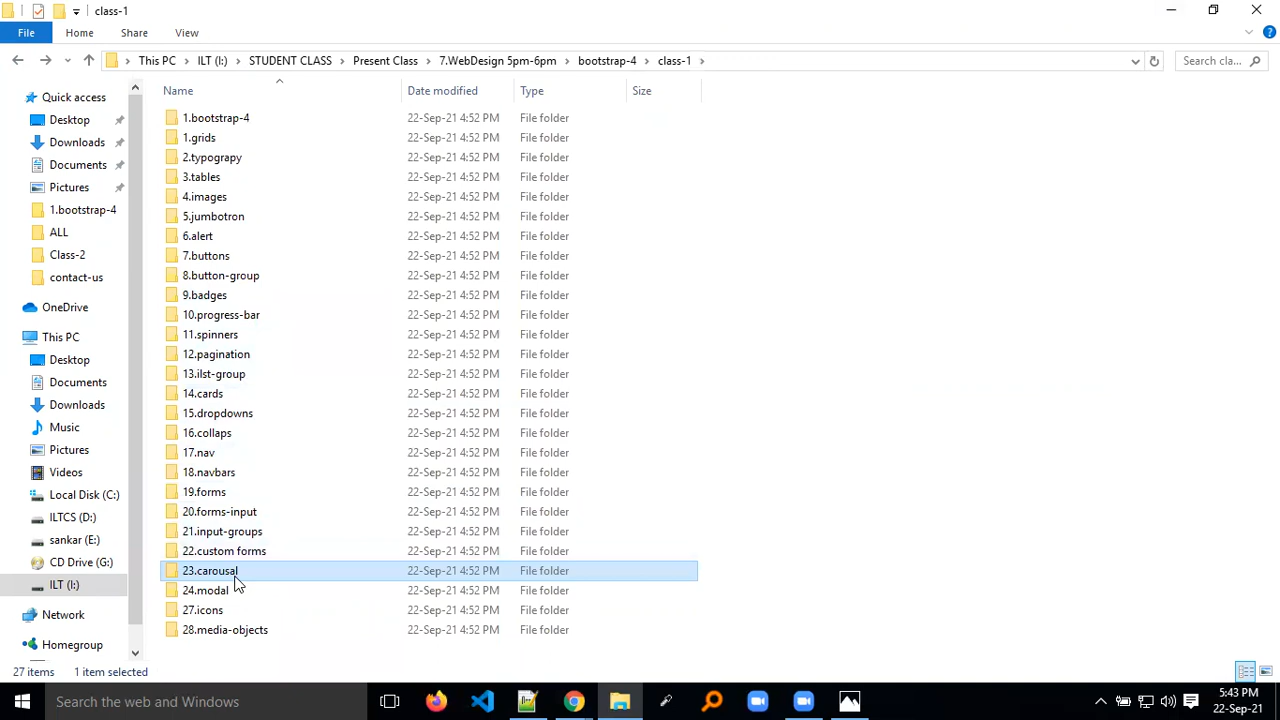 class-1
File Home Share View
This PC ILT (I:) STUDENT CLASS Present Class 7.WebDesign 5pm-6pm bootstrap-4 class-1 Search cla...
Name Date modified Type Size
Quick access
Desktop
Downloads
Documents
Pictures
1.bootstrap-4
ALL
Class-2
contact-us
OneDrive
This PC
Desktop
Documents
Downloads
Music
Pictures
Videos
Local Disk (C:)
ILTCS (D:)
sankar (E:)
CD Drive (G:)
ILT (I:)
Network
Homegroup
1.bootstrap-4 22-Sep-21 4:52 PM File folder
1.grids 22-Sep-21 4:52 PM File folder
2.typograpy 22-Sep-21 4:52 PM File folder
3.tables 22-Sep-21 4:52 PM File folder
4.images 22-Sep-21 4:52 PM File folder
5.jumbotron 22-Sep-21 4:52 PM File folder
6.alert 22-Sep-21 4:52 PM File folder
7.buttons 22-Sep-21 4:52 PM File folder
8.button-group 22-Sep-21 4:52 PM File folder
9.badges 22-Sep-21 4:52 PM File folder
10.progress-bar 22-Sep-21 4:52 PM File folder
11.spinners 22-Sep-21 4:52 PM File folder
12.pagination 22-Sep-21 4:52 PM File folder
13.ilst-group 22-Sep-21 4:52 PM File folder
14.cards 22-Sep-21 4:52 PM File folder
15.dropdowns 22-Sep-21 4:52 PM File folder
16.collaps 22-Sep-21 4:52 PM File folder
17.nav 22-Sep-21 4:52 PM File folder
18.navbars 22-Sep-21 4:52 PM File folder
19.forms 22-Sep-21 4:52 PM File folder
20.forms-input 22-Sep-21 4:52 PM File folder
21.input-groups 22-Sep-21 4:52 PM File folder
22.custom forms 22-Sep-21 4:52 PM File folder
23.carousal 22-Sep-21 4:52 PM File folder
24.modal 22-Sep-21 4:52 PM File folder
27.icons 22-Sep-21 4:52 PM File folder
28.media-objects 22-Sep-21 4:52 PM File folder
27 items 1 item selected
Search the web and Windows
5:43 PM
22-Sep-21